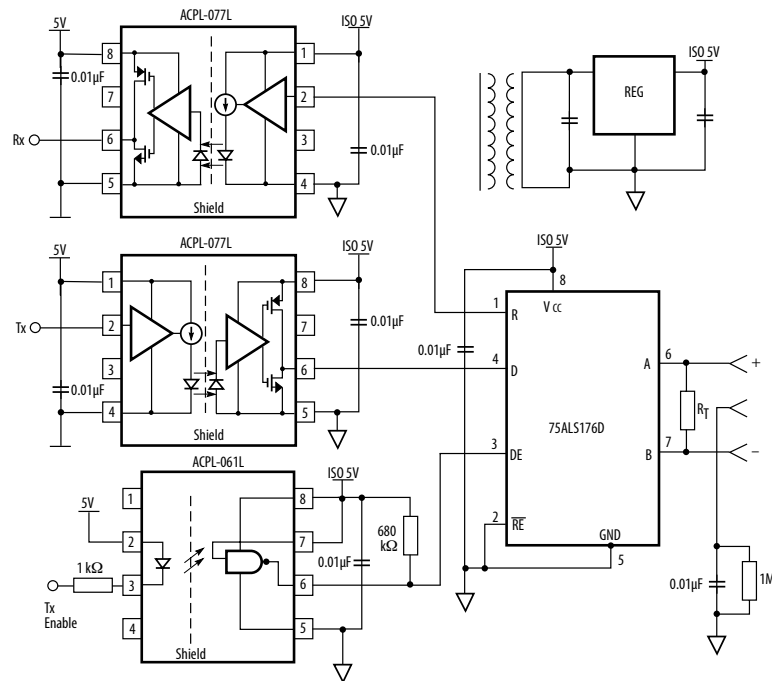 ACPL-077L
5V
ISO 5V
8
1
0.01µF
7
2
Rx
6
3
0.01µF
5
4
Shield
ISO 5V
REG
ACPL-077L
5V
ISO 5V
1
8
Tx
2
7
0.01µF
3
6
0.01µF
4
5
Shield
ISO 5V
8
V CC
1
R
0.01µF
4
D
6
A
+
RT
75ALS176D
7
B
−
3
DE
2
RE
GND
5
0.01µF
1M
ACPL-061L
ISO 5V
5V
1
8
680
kΩ
2
7
0.01µF
1 kΩ
3
6
Tx
Enable
4
5
Shield